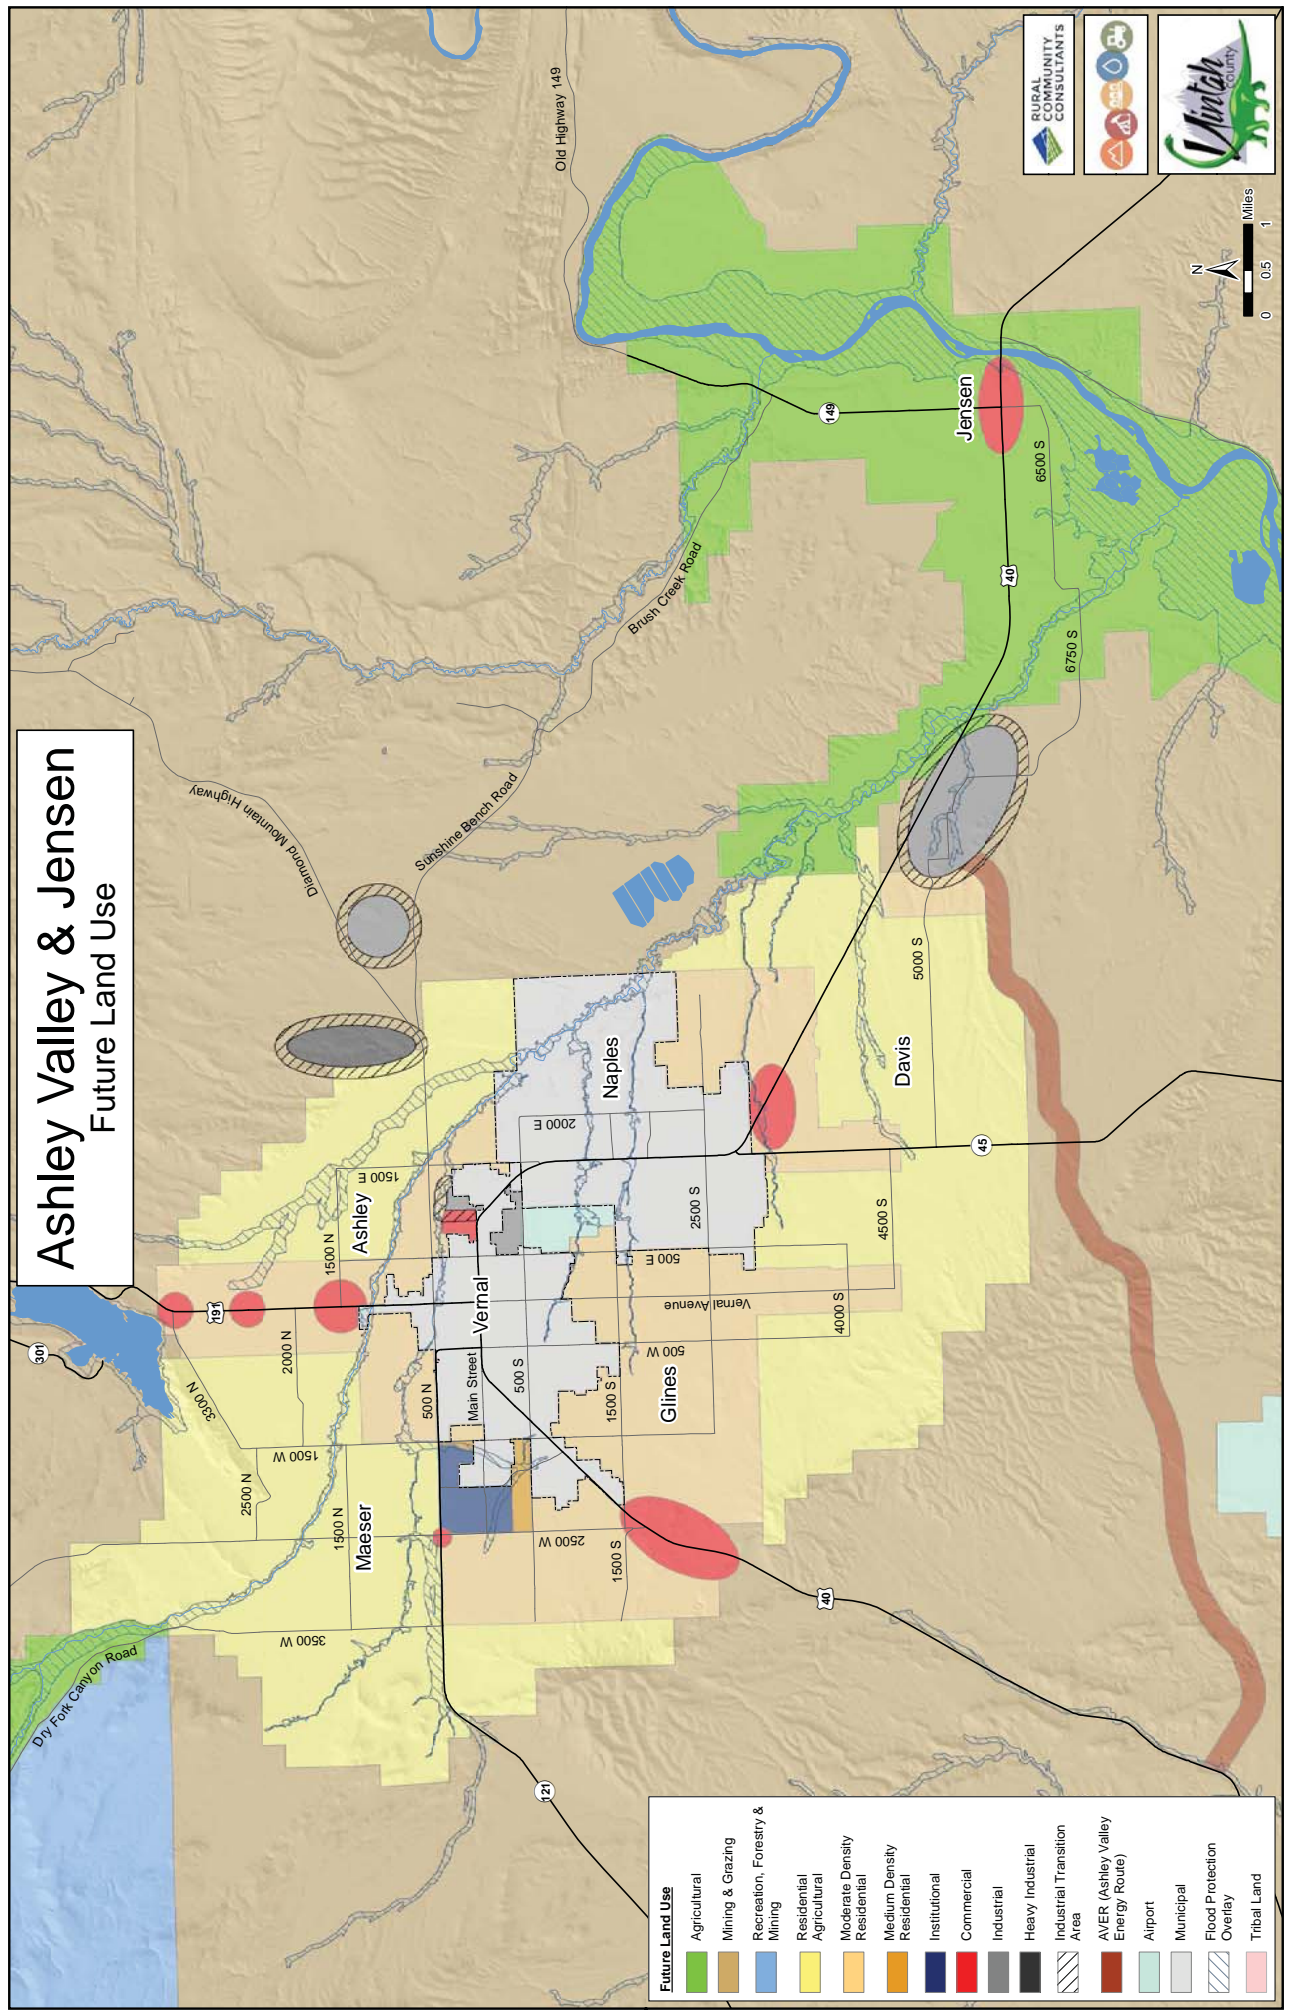 Ashley Valley & Jensen
Future Land Use
RURAL
COMMUNITY
CONSULTANTS
Uintah
COUNTY
N
0
0.5
1
Miles
301
191
3300 N
2000 N
1500 N
Ashley
1500 E
2500 N
1500 W
1500 N
Maeser
3500 W
Dry Fork Canyon Road
Diamond Mountain Highway
Sunshine Bench Road
Brush Creek Road
Old Highway 149
149
Jensen
6500 S
40
6750 S
500 N
Main Street
Vernal
500 S
2000 E
Naples
1500 S
Glines
500 W
Vernal Avenue
500 E
2500 S
2500 W
1500 S
4000 S
4500 S
Davis
5000 S
45
40
121
Future Land Use
Agricultural
Mining & Grazing
Recreation, Forestry &
Mining
Residential
Agricultural
Moderate Density
Residential
Medium Density
Residential
Institutional
Commercial
Industrial
Heavy Industrial
Industrial Transition
Area
AVER (Ashley Valley
Energy Route)
Airport
Municipal
Flood Protection
Overlay
Tribal Land